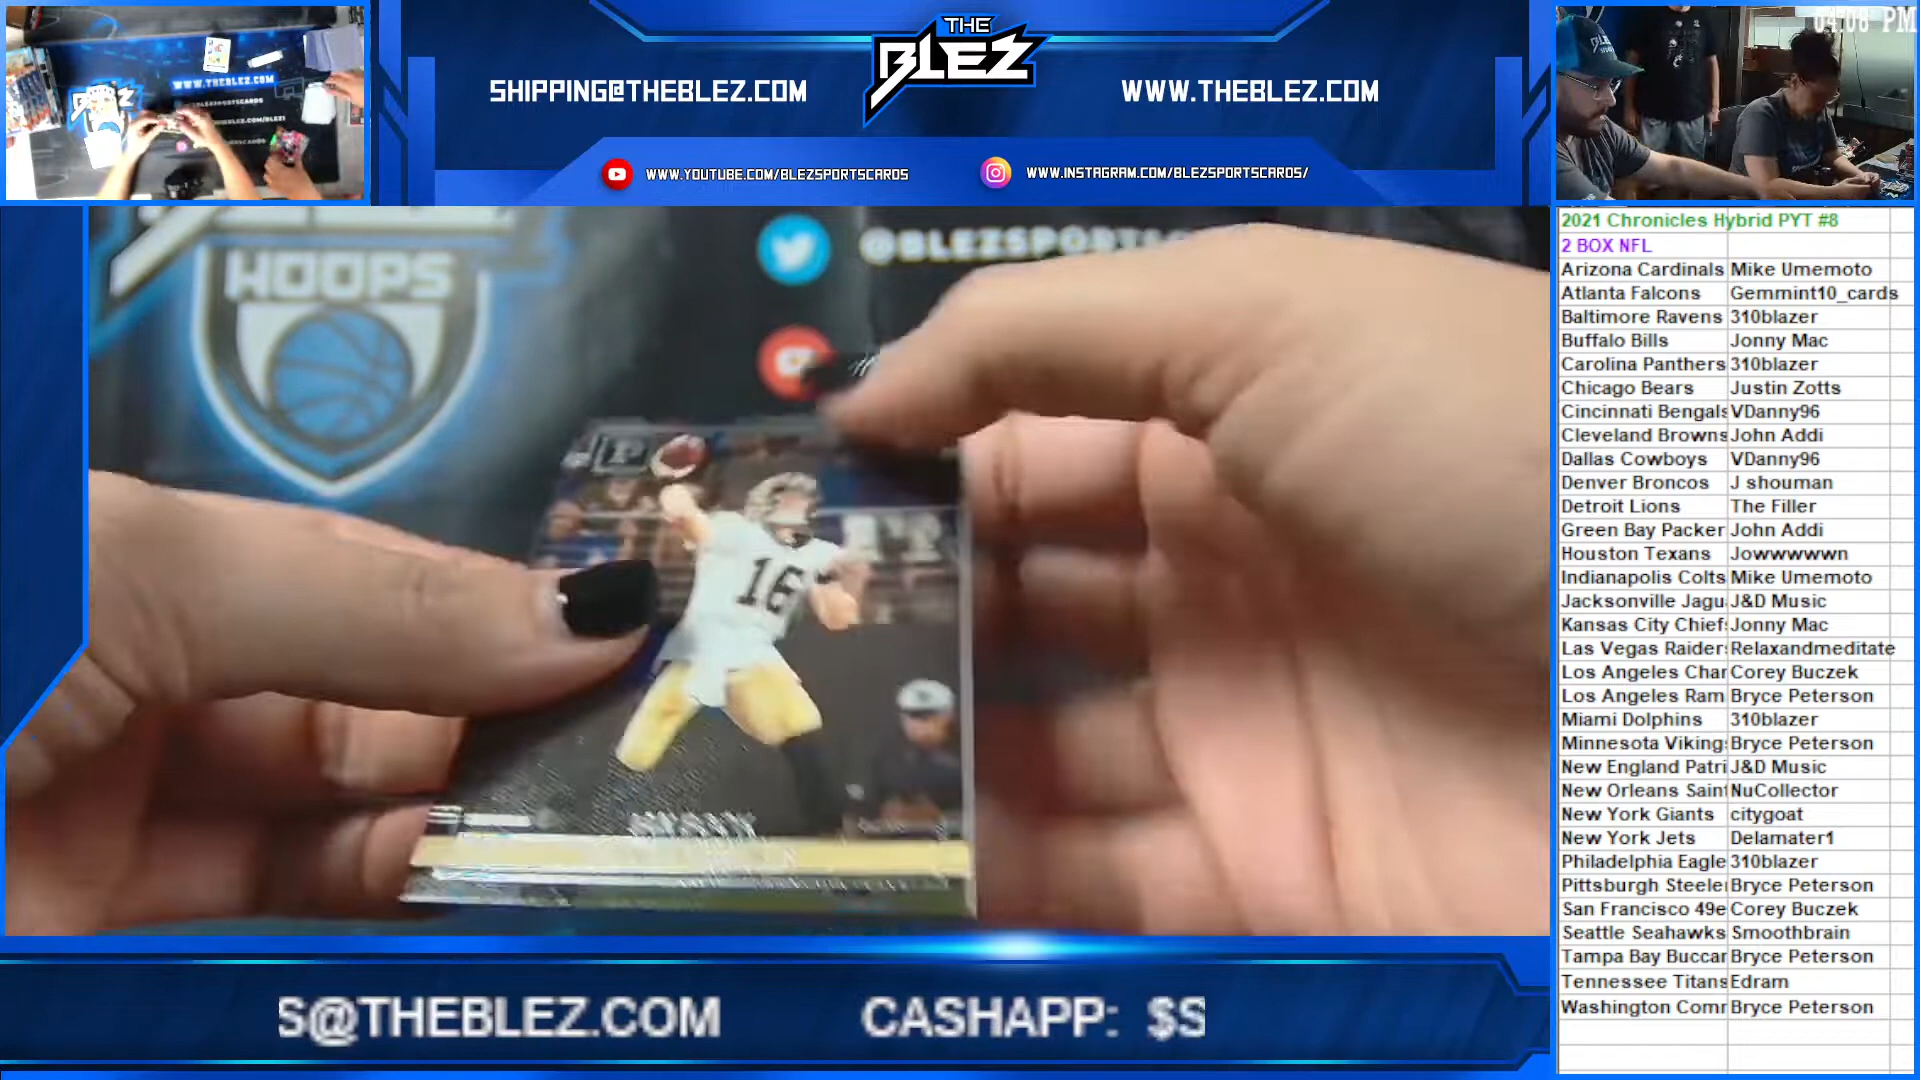 THE
BLEZ
SHIPPING@THEBLEZ.COM
WWW.THEBLEZ.COM
WWW.YOUTUBE.COM/BLEZSPORTSCARDS
WWW.INSTAGRAM.COM/BLEZSPORTSCARDS/
WWW.THEBLEZ.COM
04:06 PM
HOOPS
@BLEZSPORTSC
P
16
2021 Chronicles Hybrid PYT #8
2 BOX NFL
Arizona Cardinals Mike Umemoto
Atlanta Falcons Gemmint10_cards
Baltimore Ravens 310blazer
Buffalo Bills Jonny Mac
Carolina Panthers 310blazer
Chicago Bears Justin Zotts
Cincinnati Bengals VDanny96
Cleveland Browns John Addi
Dallas Cowboys VDanny96
Denver Broncos J shouman
Detroit Lions The Filler
Green Bay Packer John Addi
Houston Texans Jowwwwwn
Indianapolis Colts Mike Umemoto
Jacksonville Jagu J&D Music
Kansas City Chief Jonny Mac
Las Vegas Raider Relaxandmeditate
Los Angeles Char Corey Buczek
Los Angeles Ram Bryce Peterson
Miami Dolphins 310blazer
Minnesota Viking Bryce Peterson
New England Patri J&D Music
New Orleans Saint NuCollector
New York Giants citygoat
New York Jets Delamater1
Philadelphia Eagle 310blazer
Pittsburgh Steele Bryce Peterson
San Francisco 49e Corey Buczek
Seattle Seahawks Smoothbrain
Tampa Bay Buccar Bryce Peterson
Tennessee Titans Edram
Washington Comr Bryce Peterson
S@THEBLEZ.COM CASHAPP: $S